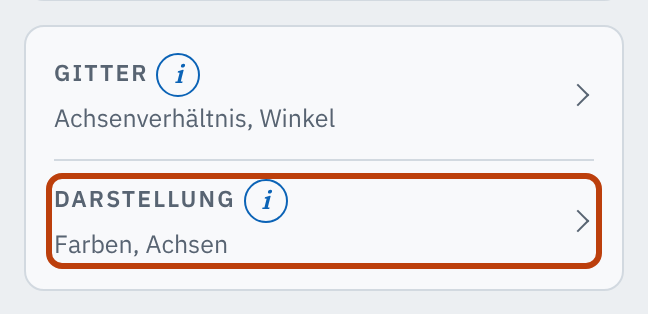 GITTER i
Achsenverhältnis, Winkel
DARSTELLUNG i
Farben, Achsen